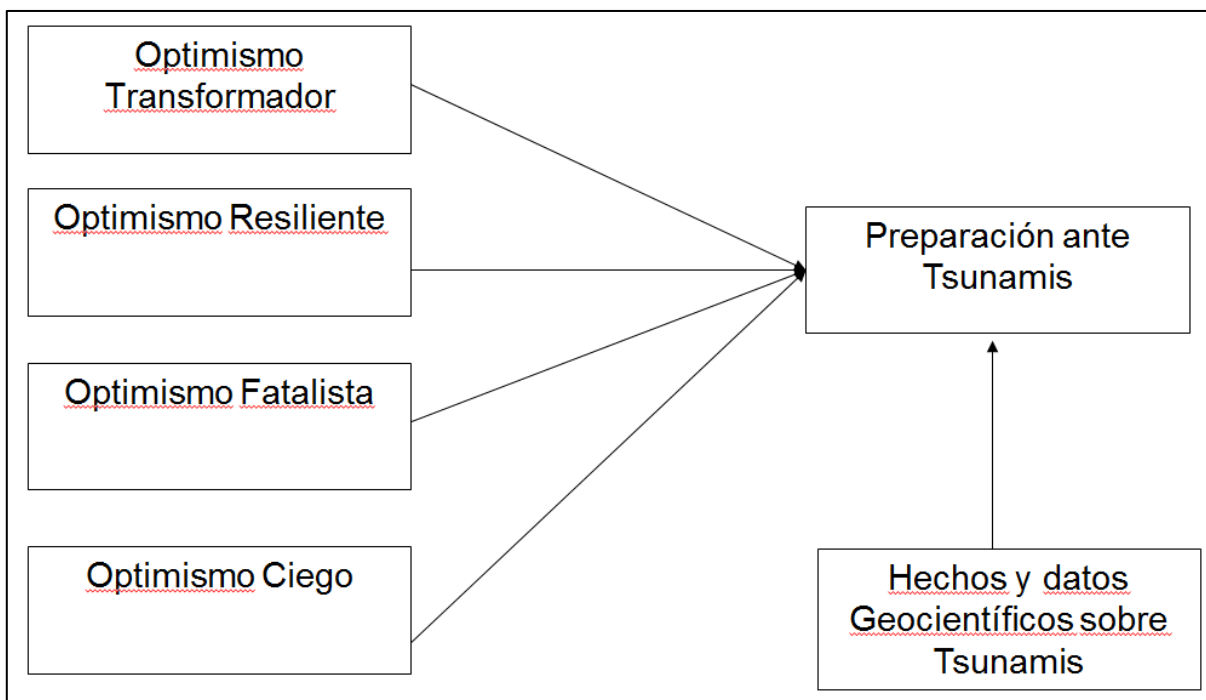 Optimismo
Transformador
Optimismo Resiliente
Optimismo Fatalista
Optimismo Ciego
Preparación ante
Tsunamis
Hechos y datos
Geocientíficos sobre
Tsunamis